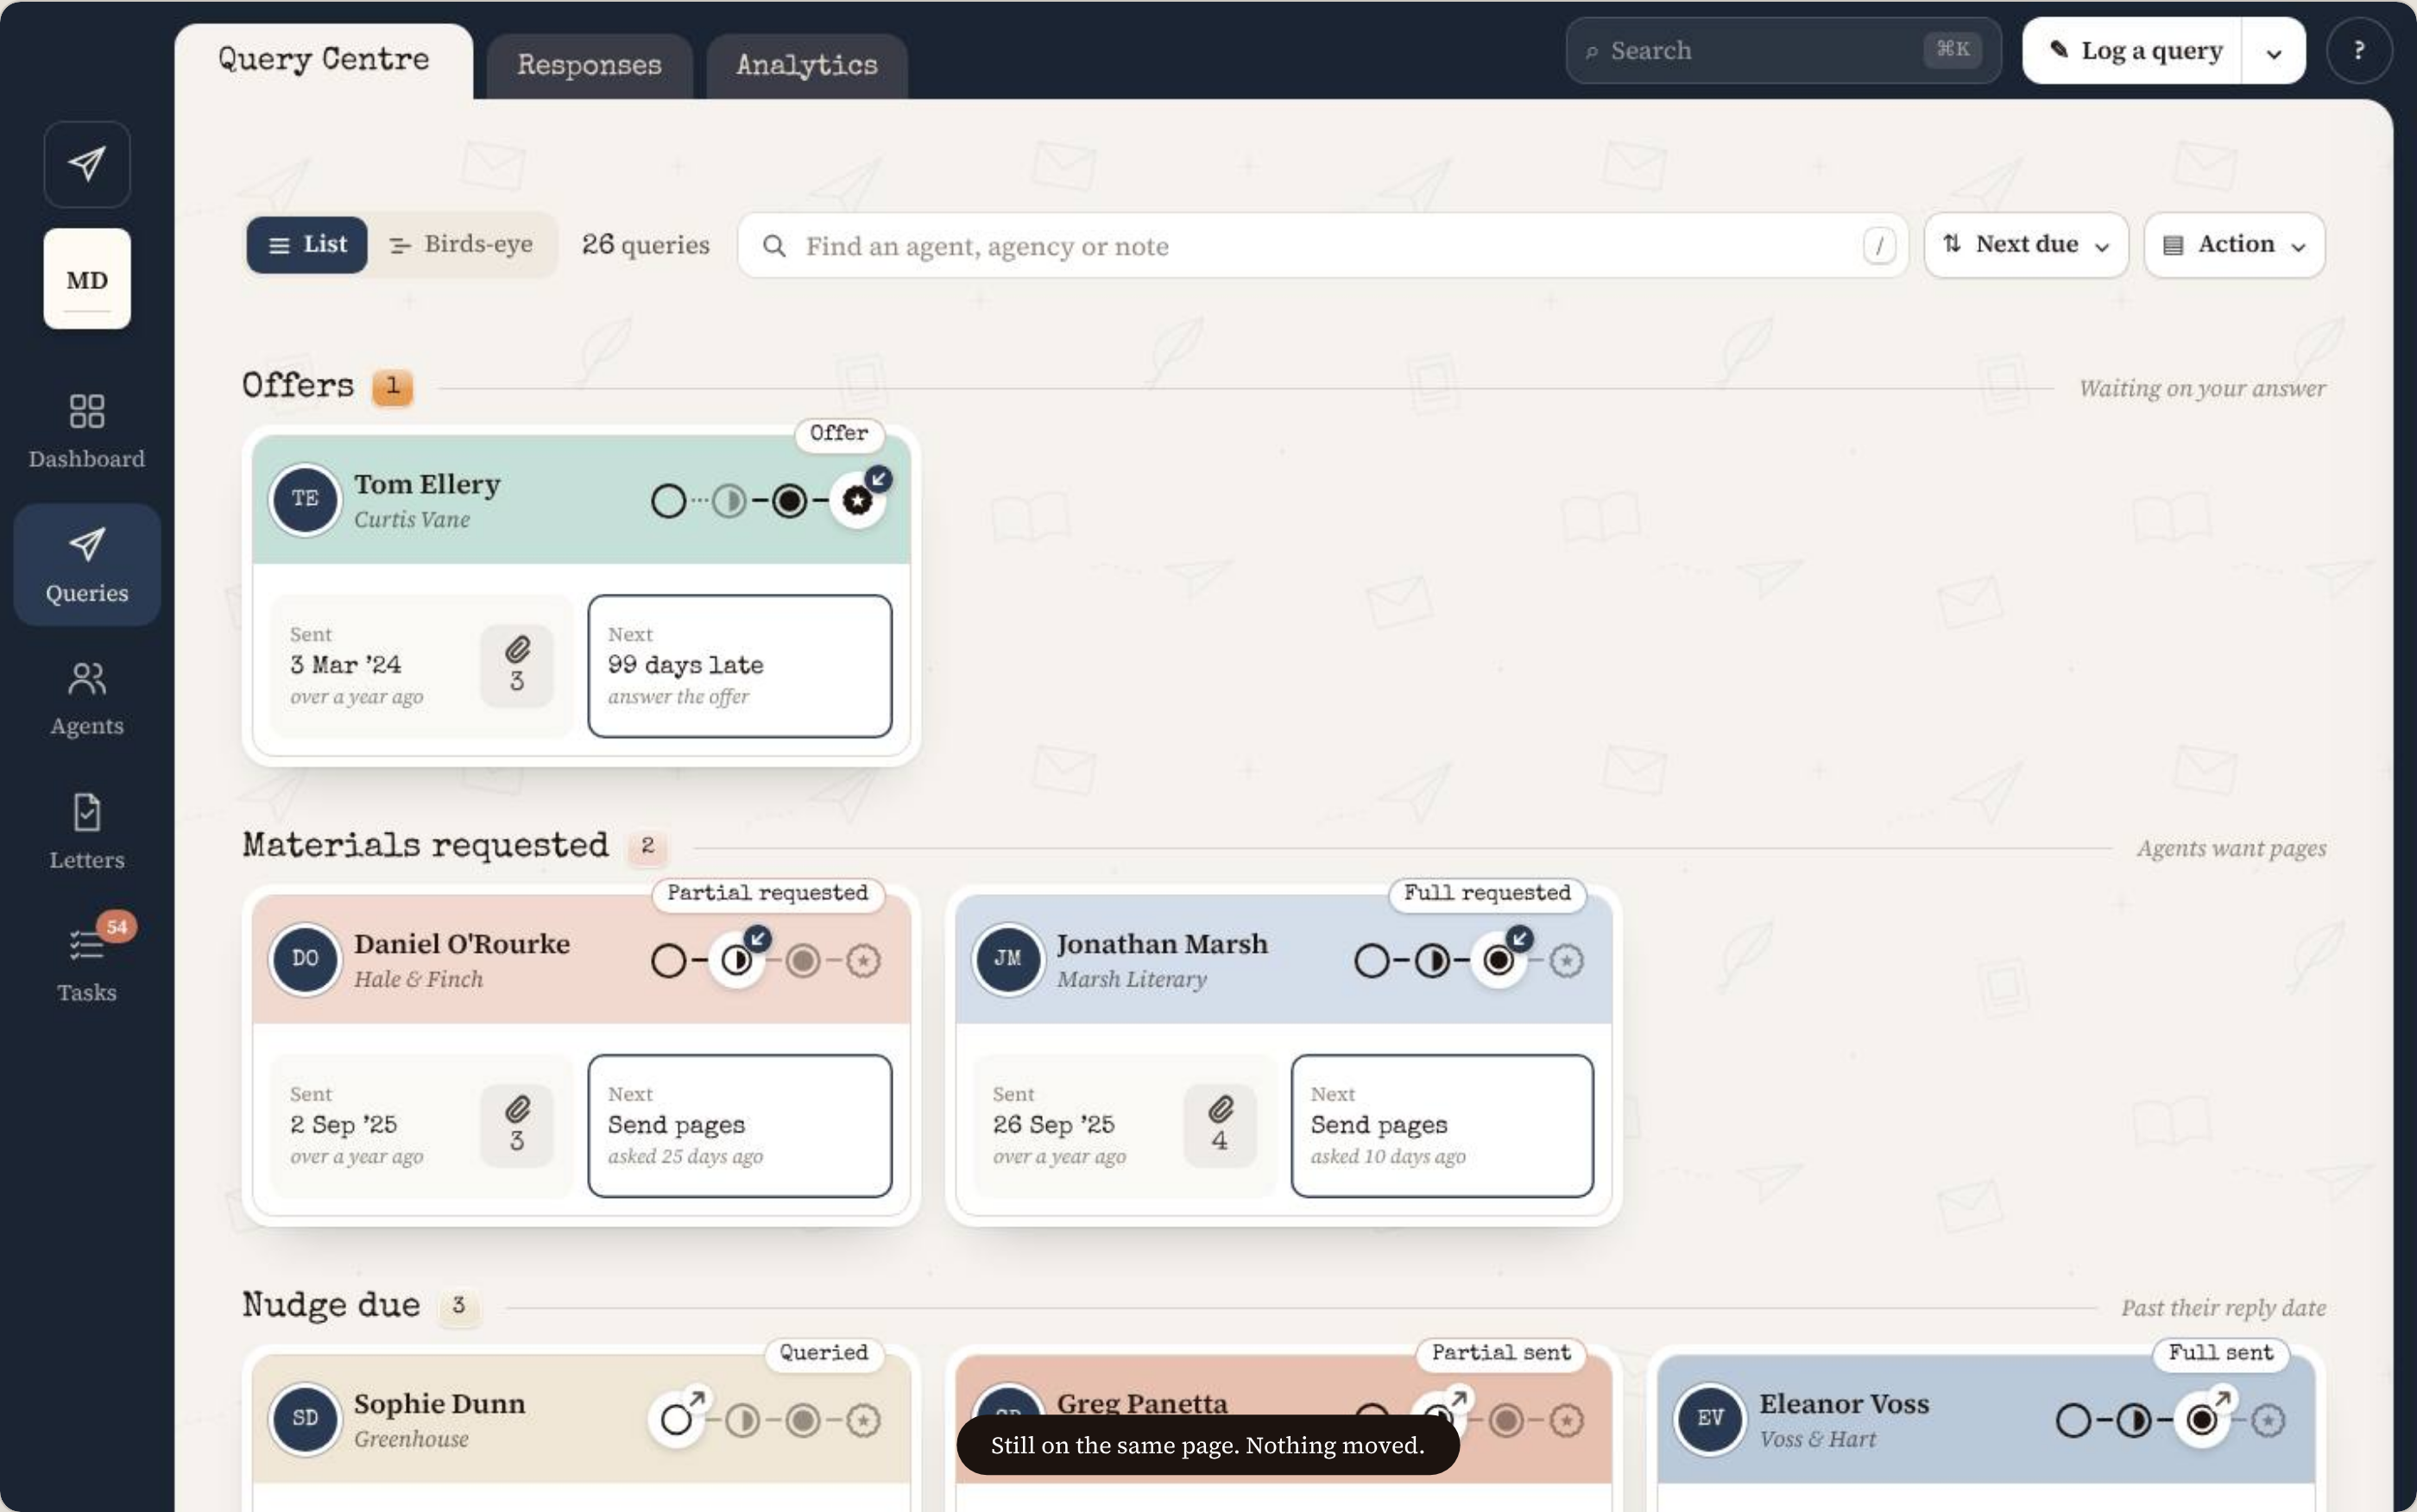 Query Centre
Responses
Analytics
Search
⌘K
Log a query
?
MD
Dashboard
Queries
Agents
Letters
54
Tasks
List
Birds-eye
26 queries
Find an agent, agency or note
/
Next due
Action
Offers 1
Waiting on your answer
Offer
TE
Tom Ellery
Curtis Vane
Sent
3 Mar ’24
over a year ago
3
Next
99 days late
answer the offer
Materials requested 2
Agents want pages
Partial requested
DO
Daniel O'Rourke
Hale & Finch
Sent
2 Sep ’25
over a year ago
3
Next
Send pages
asked 25 days ago
Full requested
JM
Jonathan Marsh
Marsh Literary
Sent
26 Sep ’25
over a year ago
4
Next
Send pages
asked 10 days ago
Nudge due 3
Past their reply date
Queried
SD
Sophie Dunn
Greenhouse
Partial sent
Greg Panetta
Full sent
EV
Eleanor Voss
Voss & Hart
Still on the same page. Nothing moved.